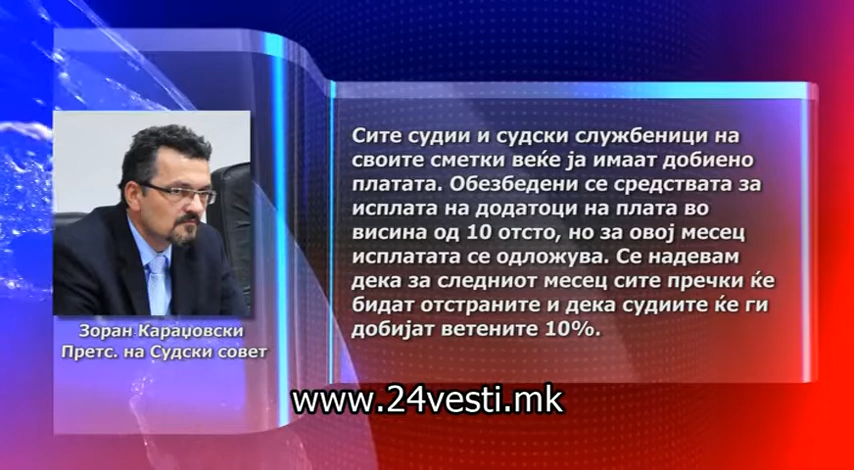 Сите судии и судски службеници на
своите сметки веќе ја имаат добиено
платата. Обезбедени се средствата за
исплата на додатоци на плата во
висина од 10 отсто, но за овој месец
исплатата се одложува. Се надевам
дека за следниот месец сите пречки ќе
бидат отстраните и дека судиите ќе ги
добијат ветените 10%.
Зоран Караџовски
Претс. на Судски совет
www.24vesti.mk